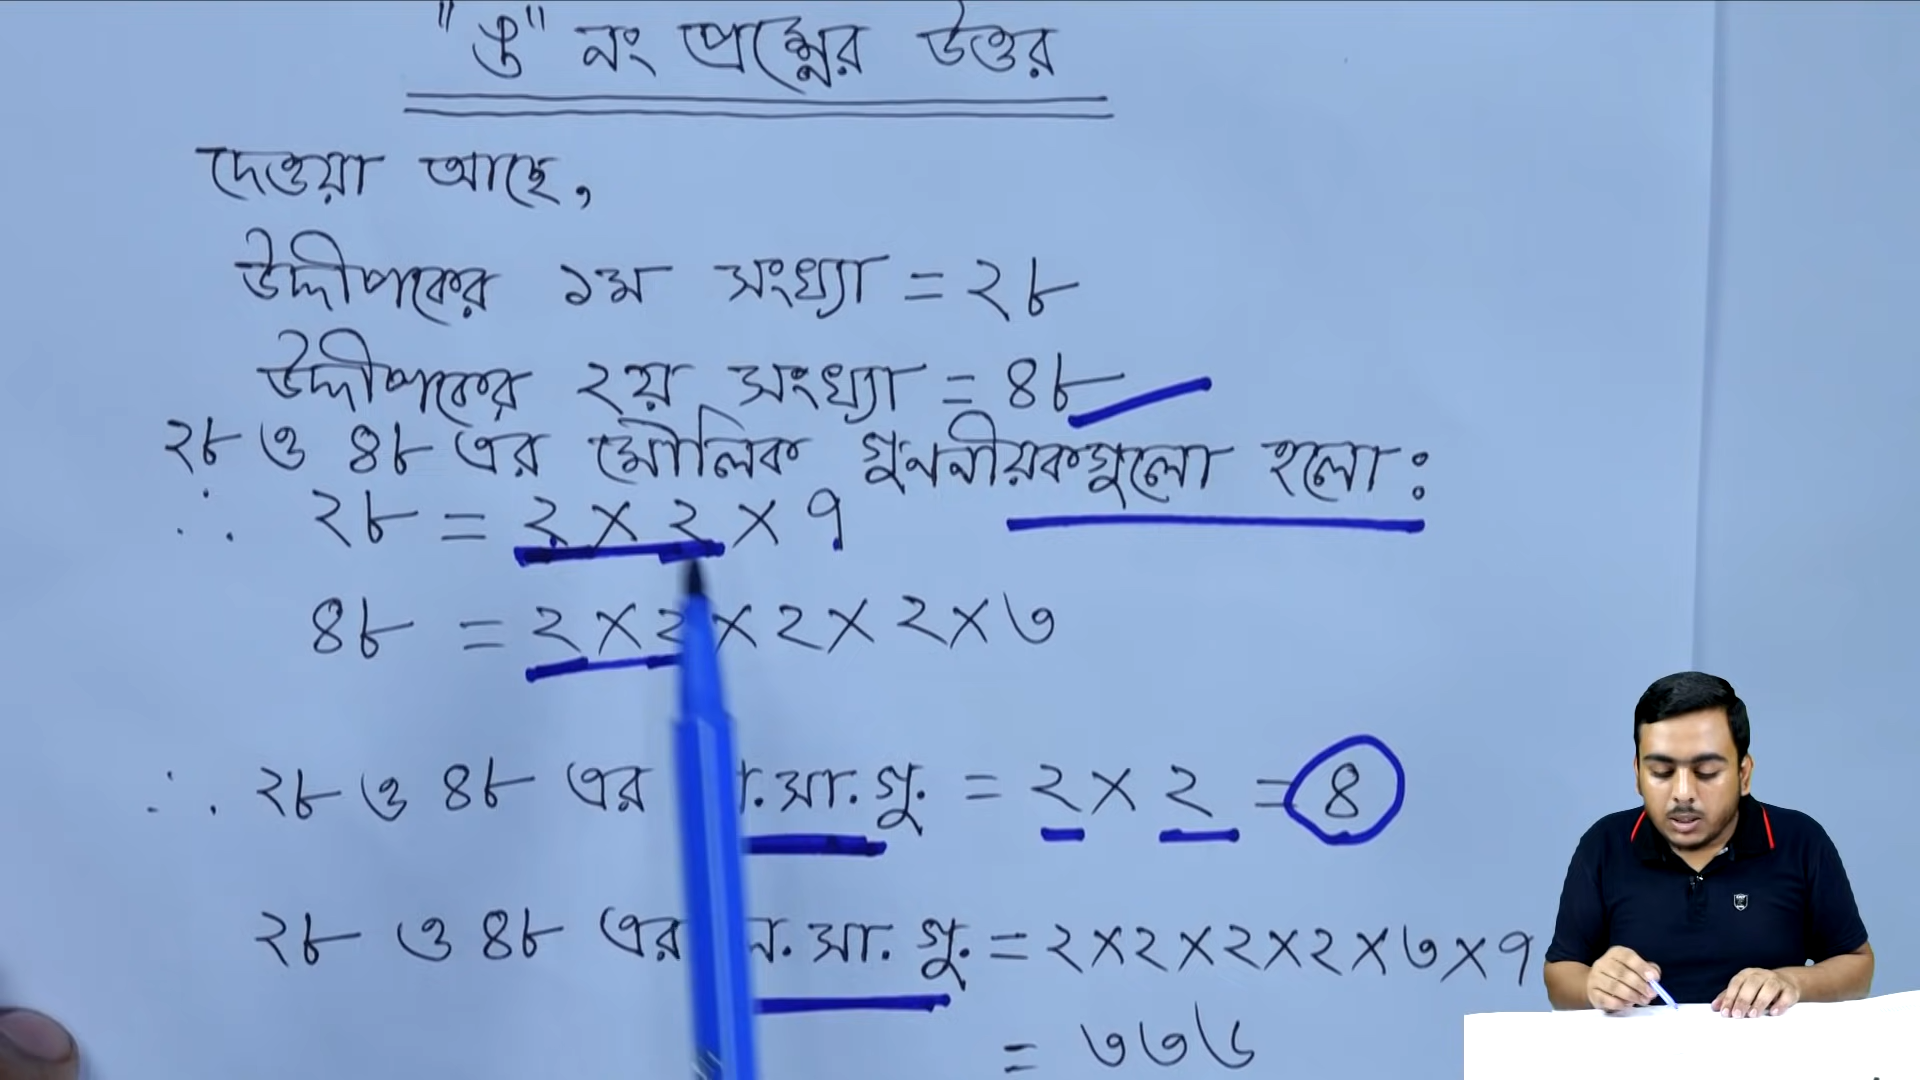 নং প্রশ্নের উত্তর
দেওয়া আছে,
উদ্দীপকের ১ম সংখ্যা = ২৮
উদ্দীপকের ২য় সংখ্যা = ৪৮
২৮ ও ৪৮ এর মৌলিক গুননীয়কগুলো হলো:
∴ ২৮ = ২ × ২ × ৭
৪৮ = ২ × ২ × ২ × ২ × ৩
∴ ২৮ ও ৪৮ এর .সা.গু. = ২ × ২ = ৪
২৮ ও ৪৮ এর .সা.গু. = ২×২×২×২×৩×৭
= ৩৩৬